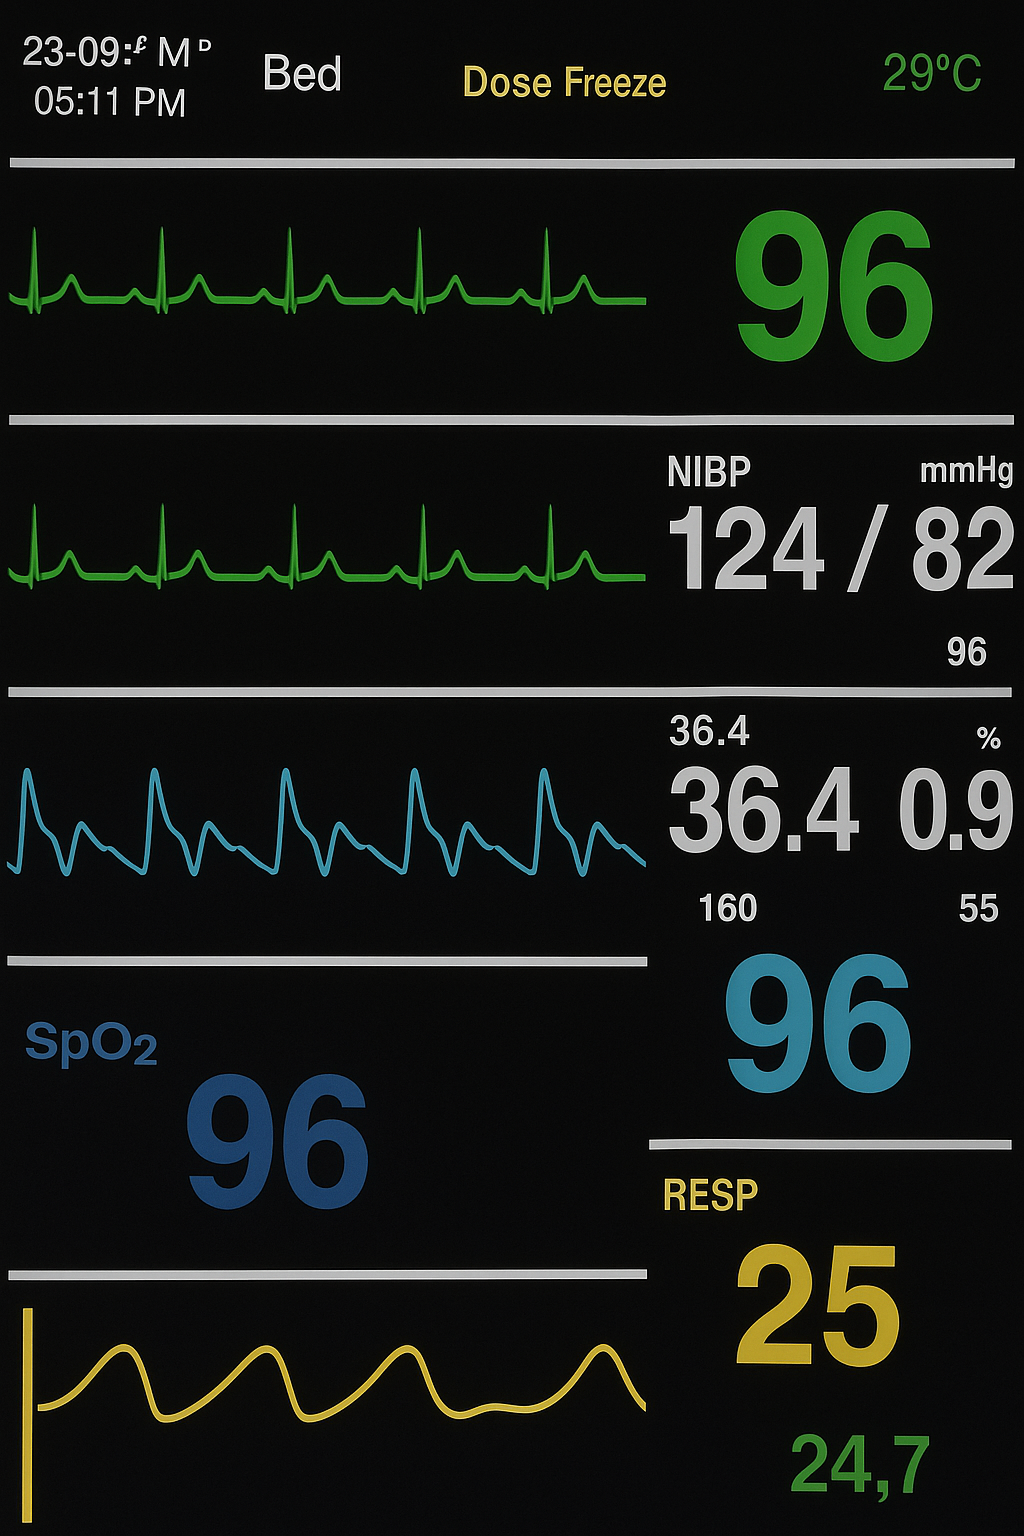 23-09:£ M D
05:11 PM
Bed
Dose Freeze
29ºC
96
NIBP mmHg
124 / 82
96
36.4 %
36.4 0.9
160 55
96
SpO2
96
RESP
25
24,7